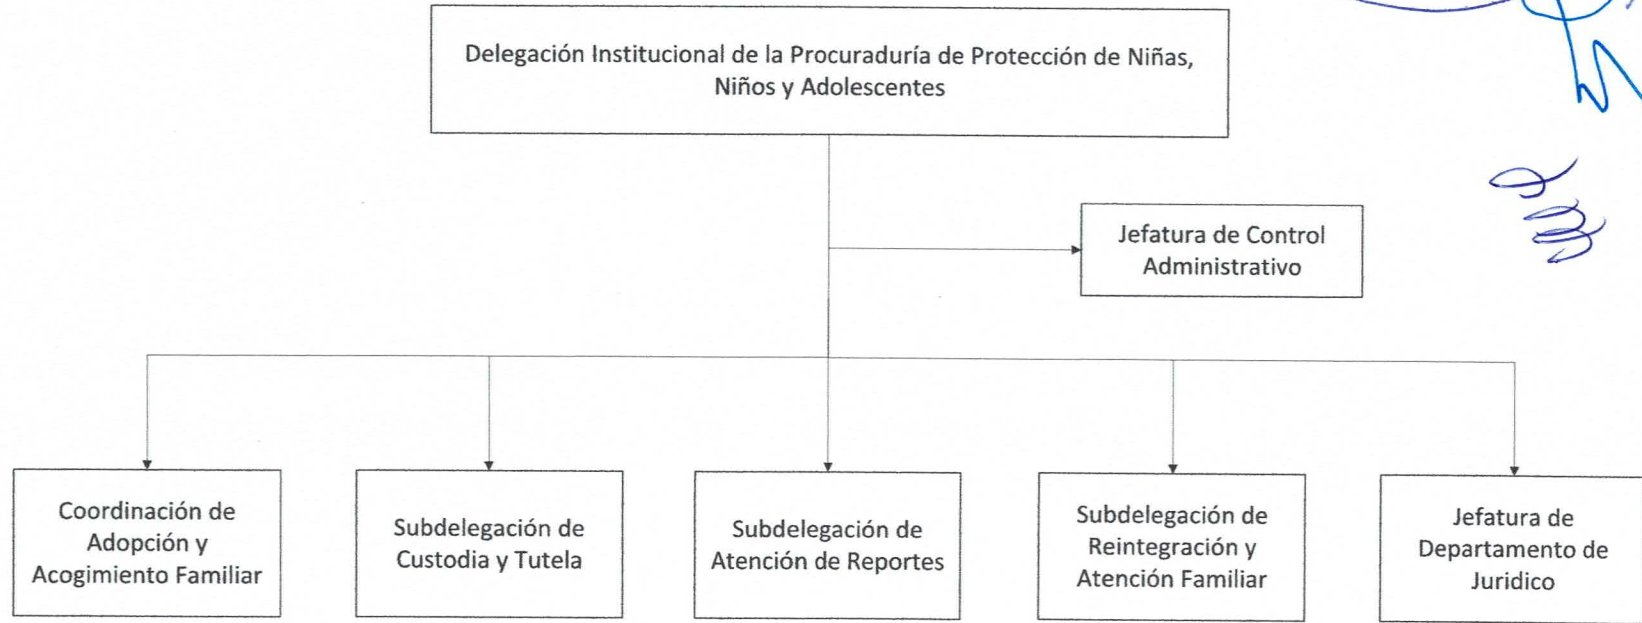 Delegación Institucional de la Procuraduría de Protección de Niñas,
Niños y Adolescentes
Jefatura de Control
Administrativo
Coordinación de
Adopción y
Acogimiento Familiar
Subdelegación de
Custodia y Tutela
Subdelegación de
Atención de Reportes
Subdelegación de
Reintegración y
Atención Familiar
Jefatura de
Departamento de
Juridico